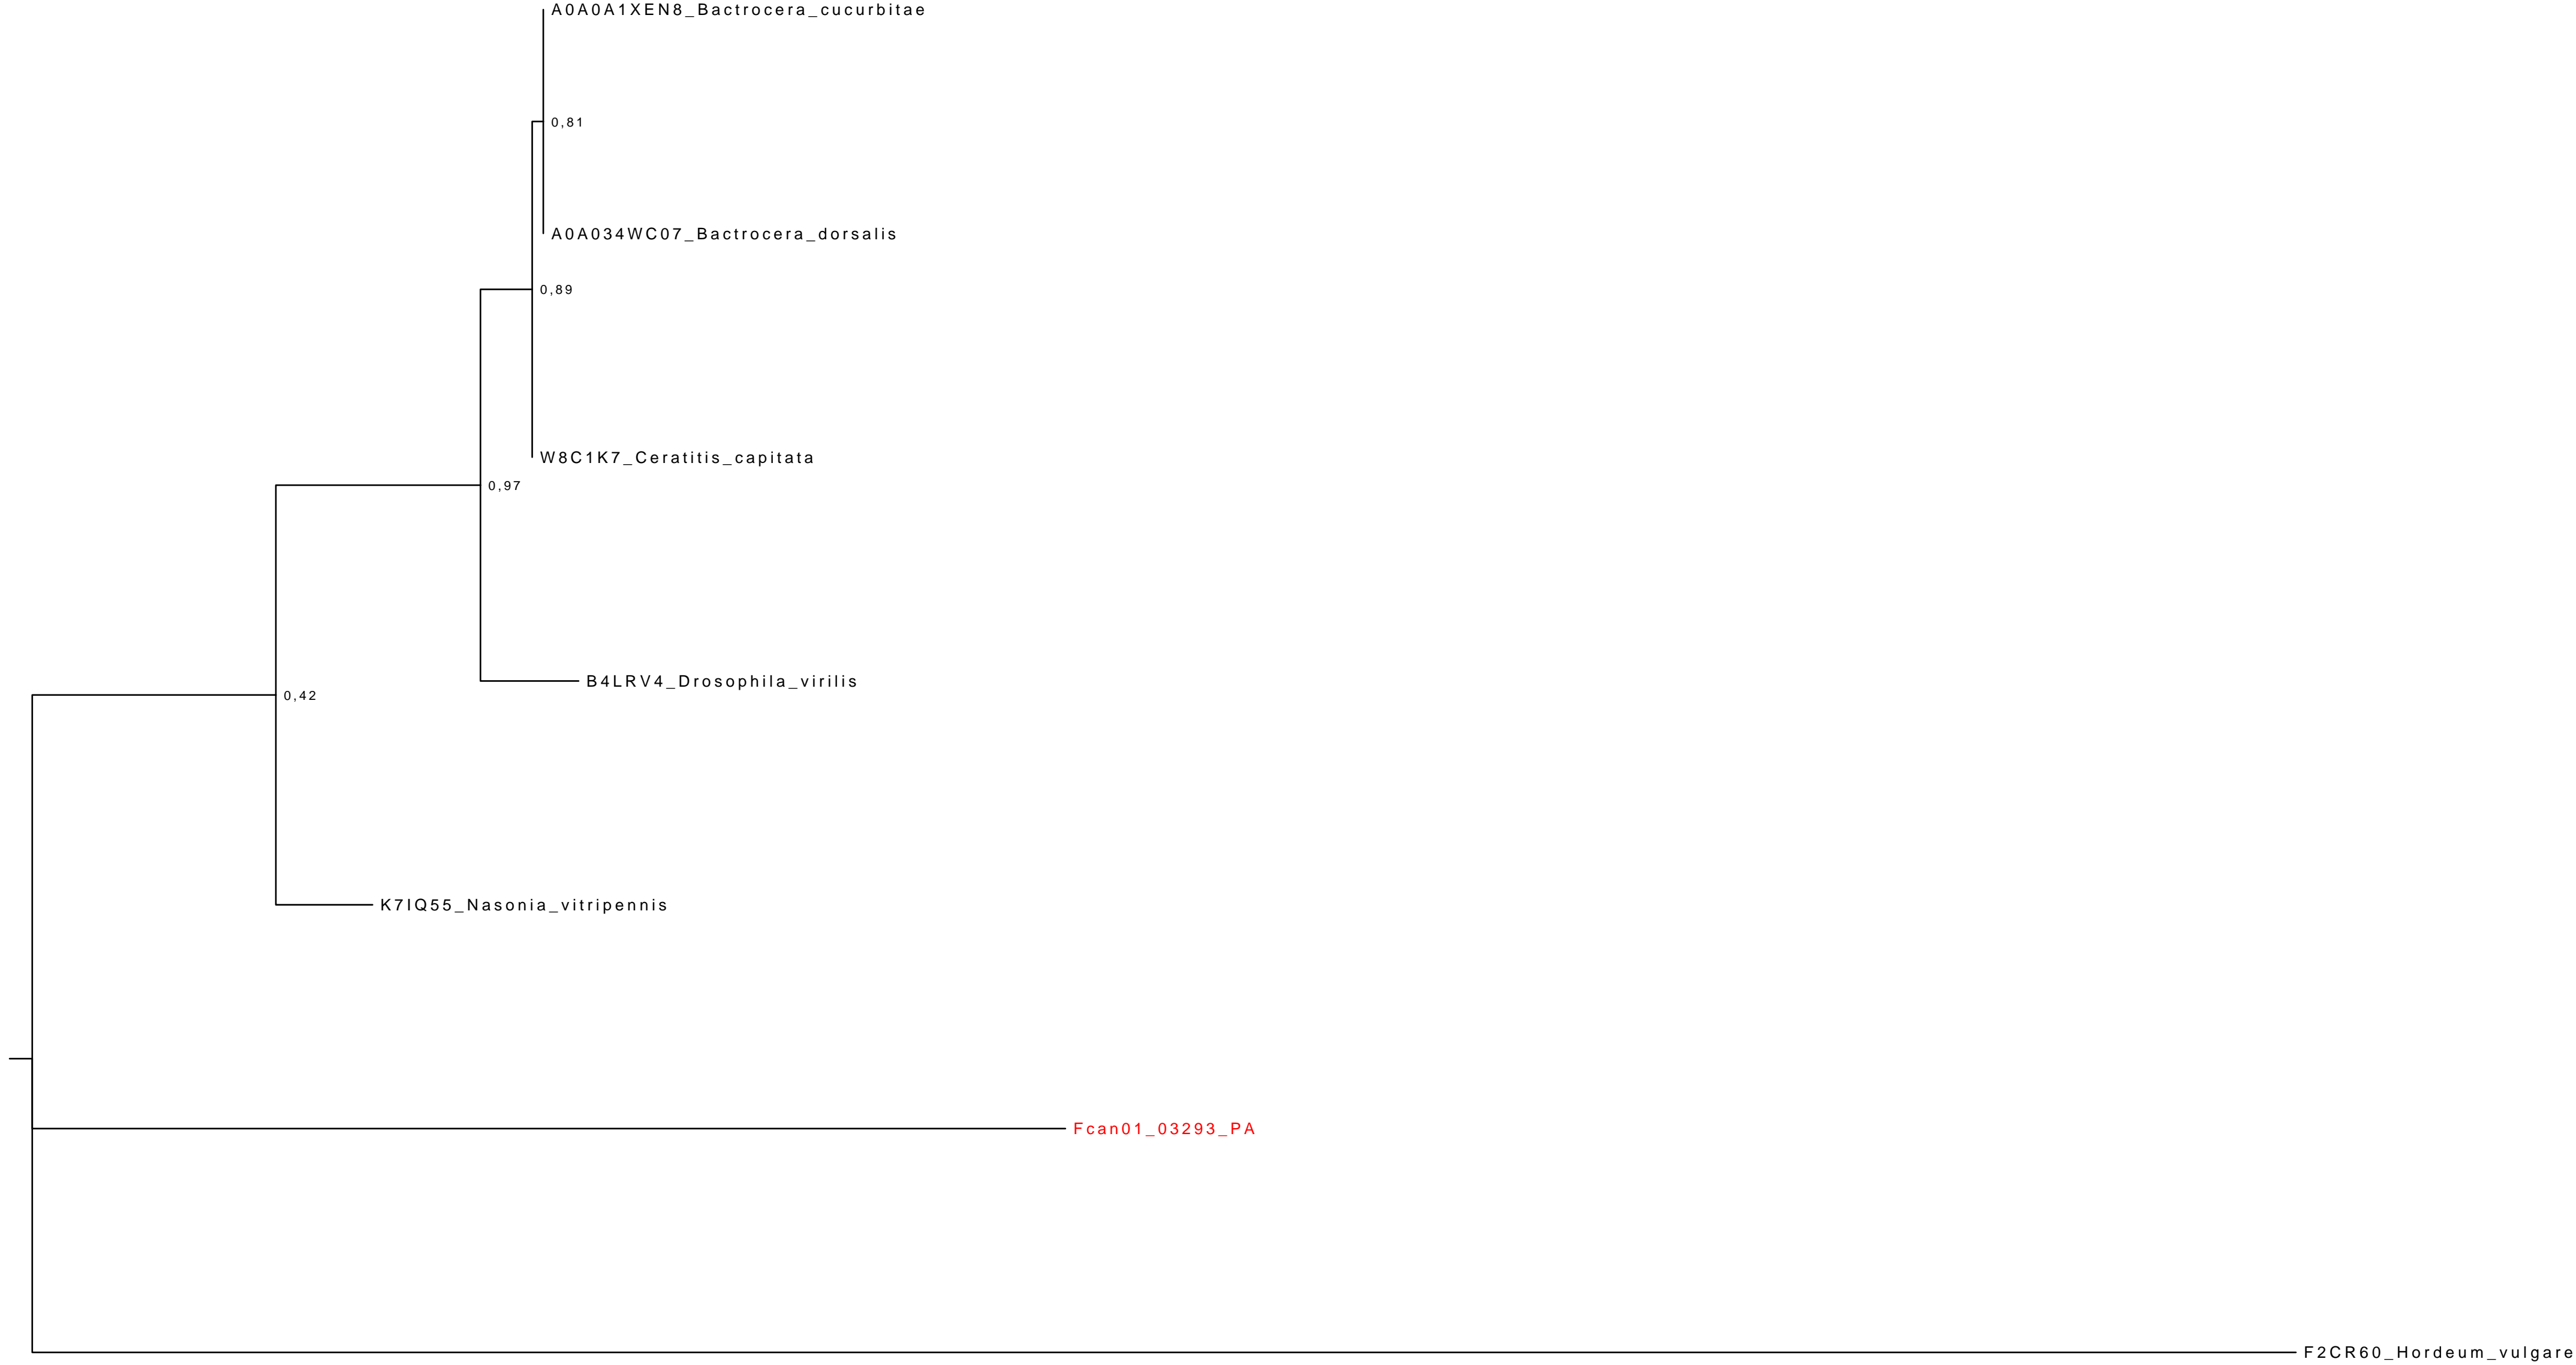 A0A0A1XEN8_Bactrocera_cucurbitae
0,81
A0A034WC07_Bactrocera_dorsalis
0,89
W8C1K7_Ceratitis_capitata
0,97
B4LRV4_Drosophila_virilis
0,42
K7IQ55_Nasonia_vitripennis
Fcan01_03293_PA
F2CR60_Hordeum_vulgare